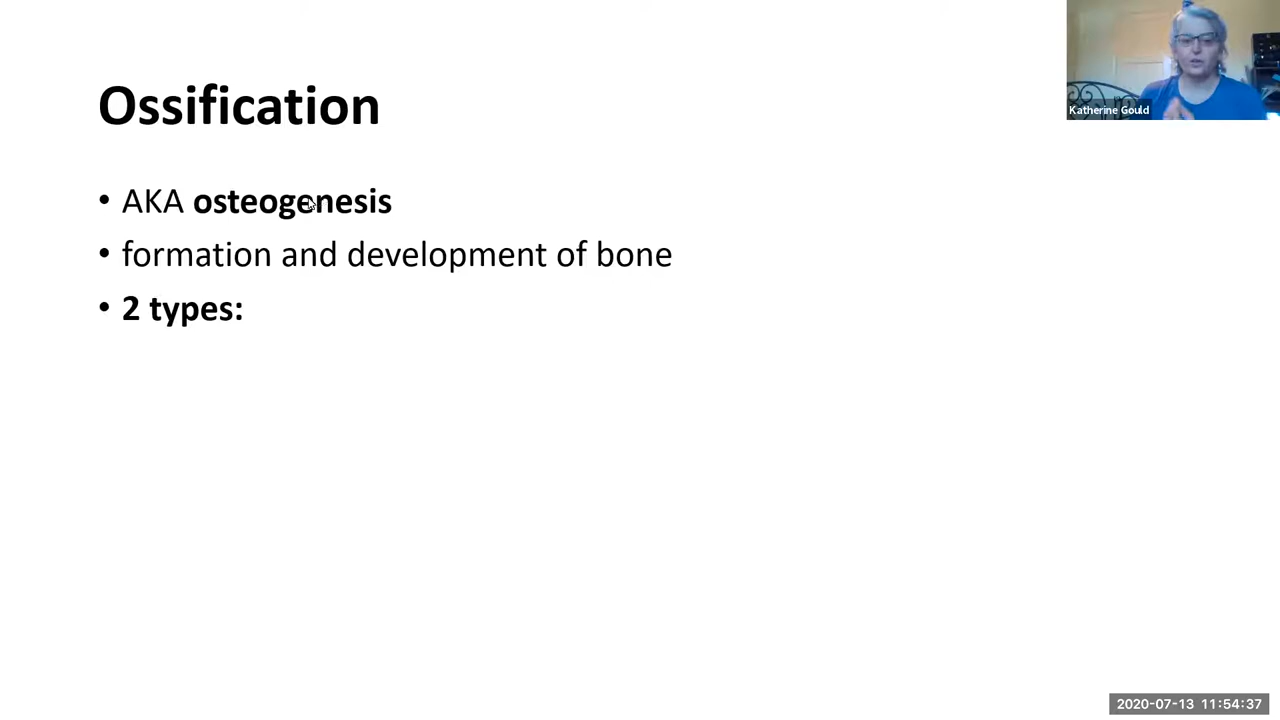 Ossification
• AKA osteogenesis
• formation and development of bone
• 2 types:
Katherine Gould
2020-07-13 11:54:37